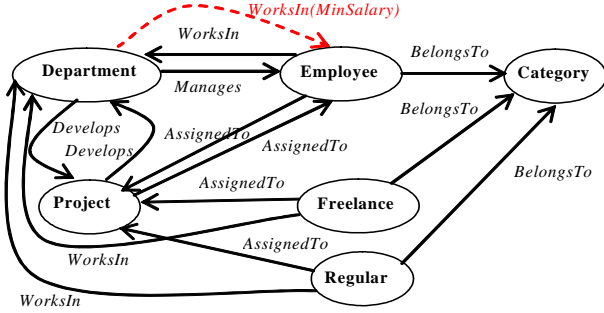 WorksIn(MinSalary)
WorksIn
BelongsTo
Department
Employee
Category
Manages
BelongsTo
Develops
AssignedTo
Develops
AssignedTo
BelongsTo
AssignedTo
Project
Freelance
AssignedTo
WorksIn
Regular
WorksIn